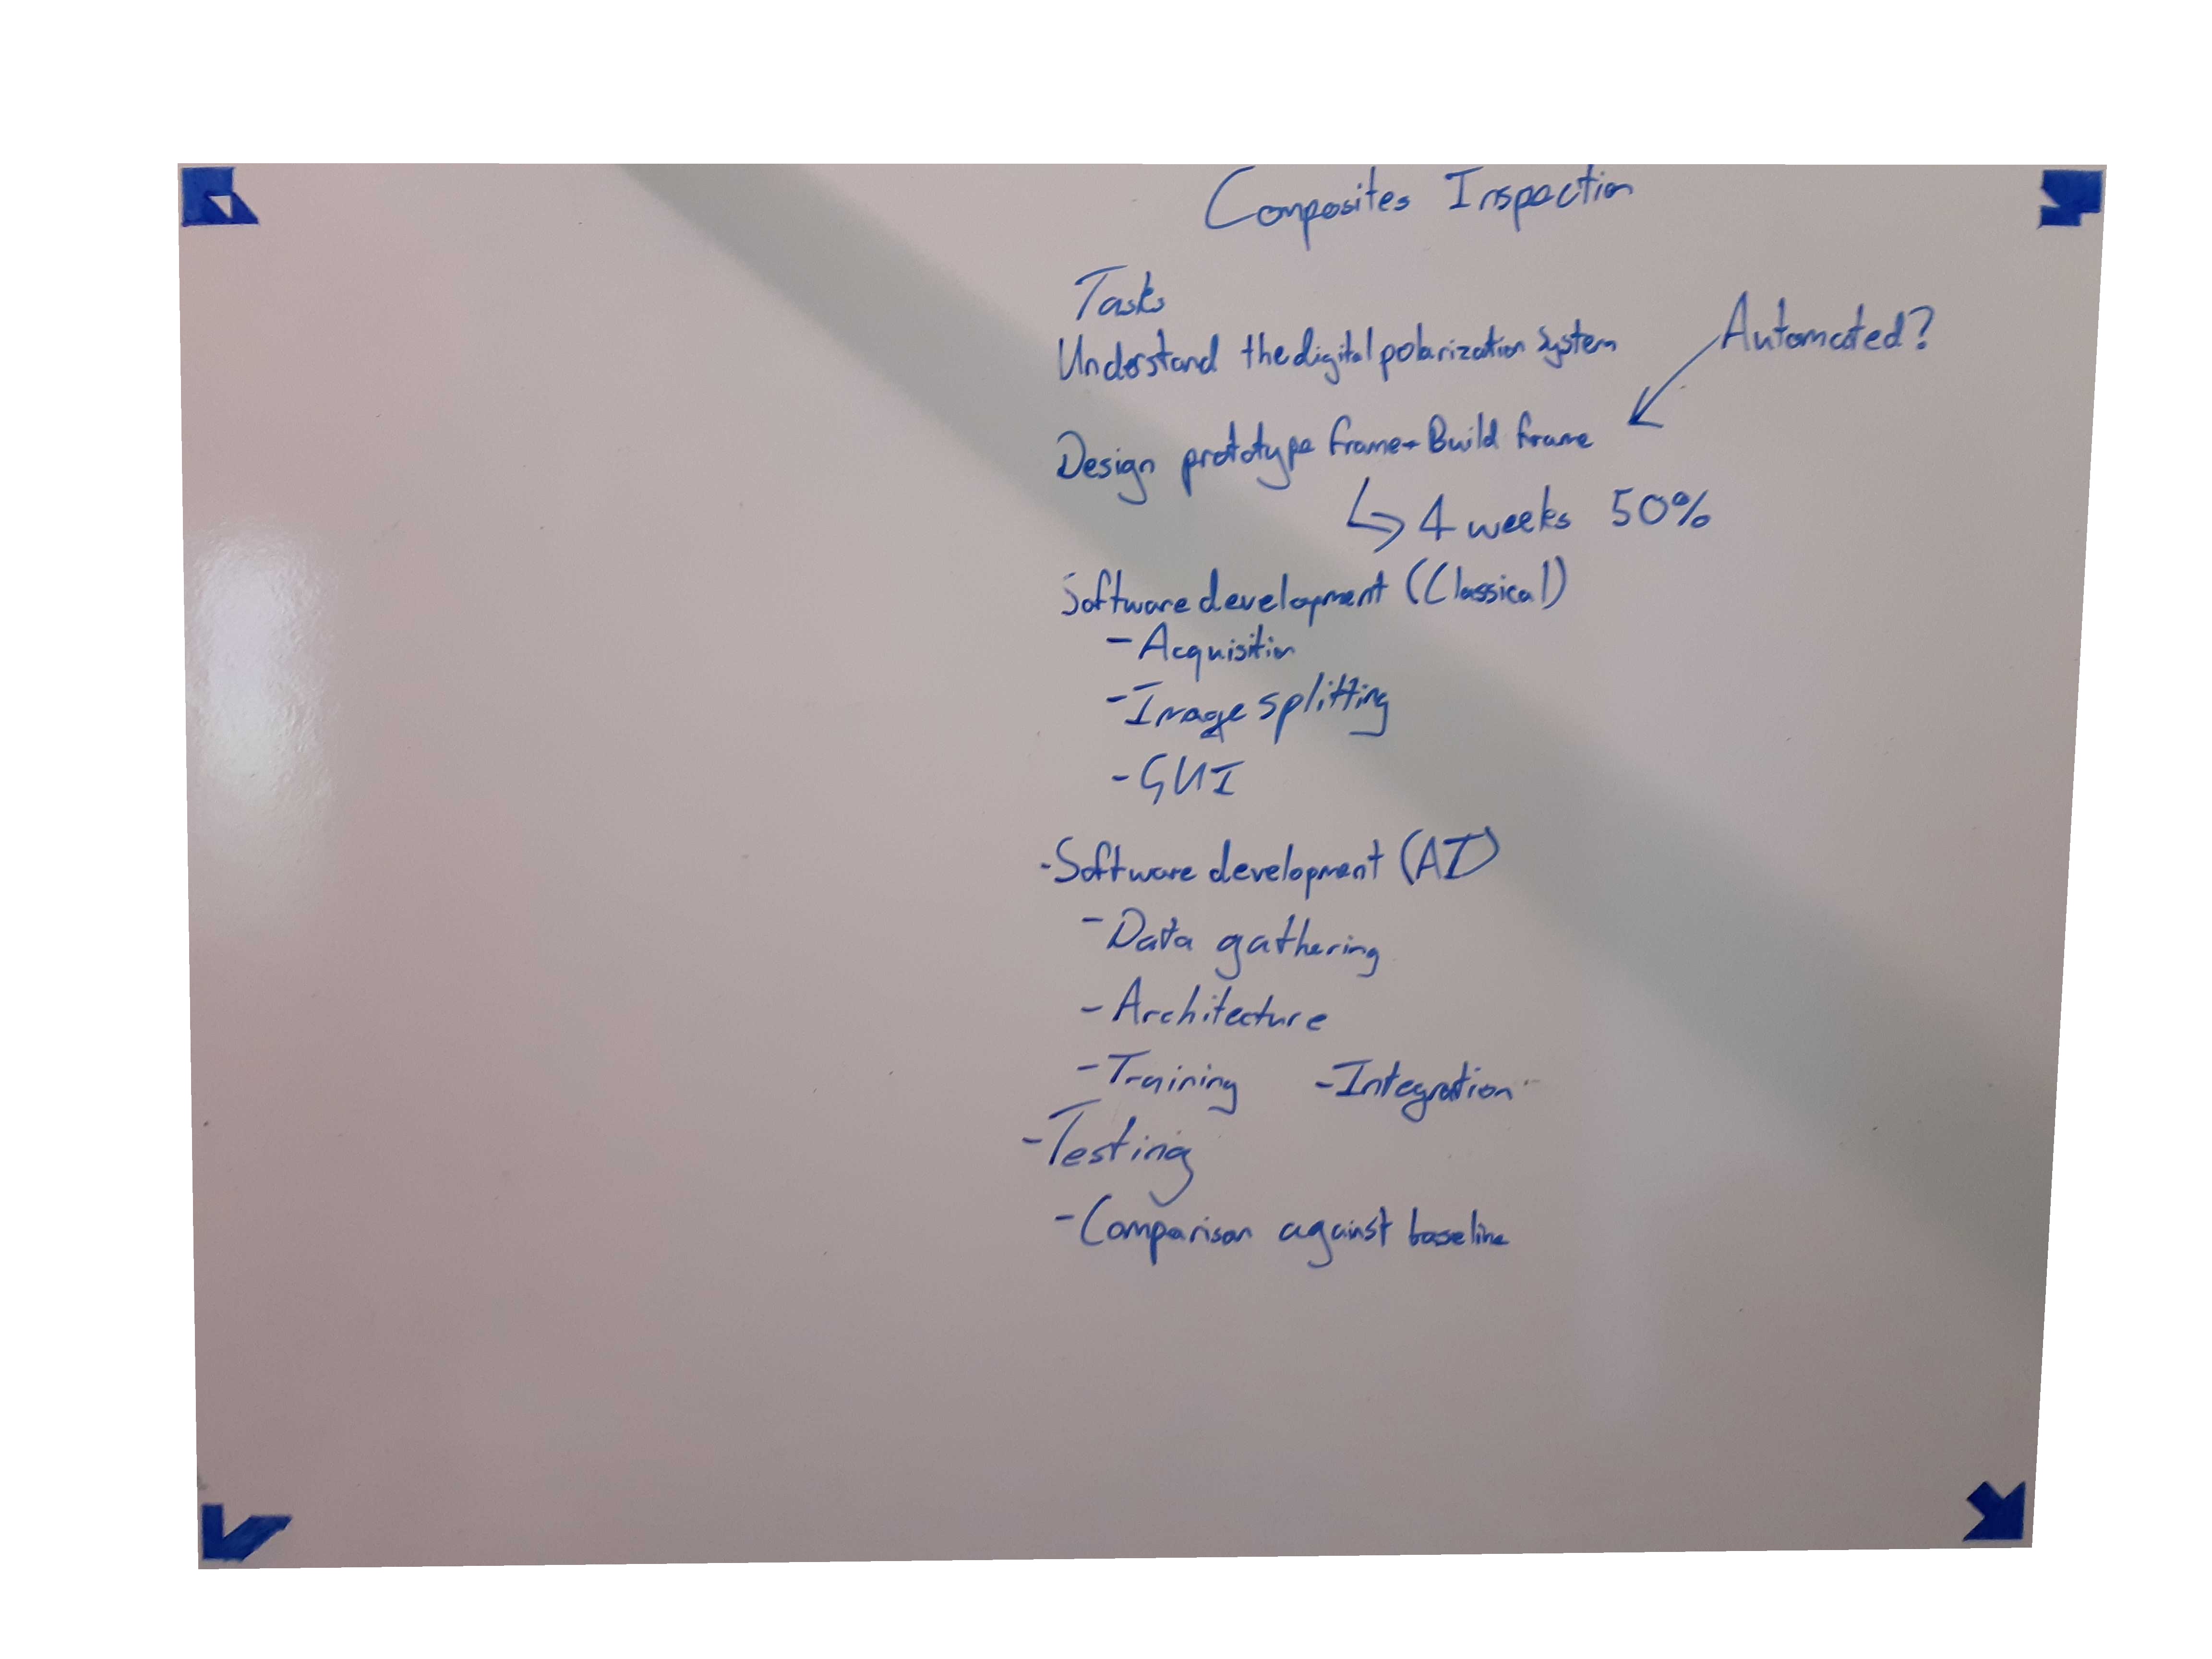 Composites Inspection
Tasks
Understand the digital polarization system
Automated?
Design prototype frame + Build frame
4 weeks 50%
Software development (Classical)
- Acquisition
- Image splitting
- GUI
- Software development (AI)
- Data gathering
- Architecture
- Training - Integration
- Testing
- Comparison against baseline